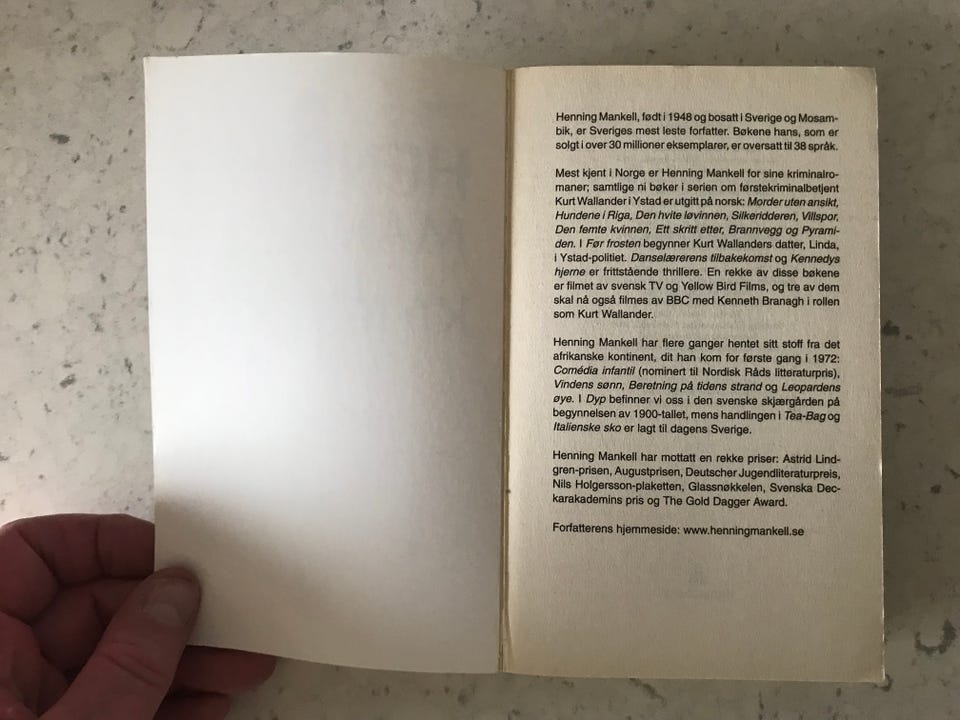 Henning Mankell, født i 1948 og bosatt i Sverige og Mosam-
bik, er Sveriges mest leste forfatter. Bøkene hans, som er
solgt i over 30 millioner eksemplarer, er oversatt til 38 språk.
Mest kjent i Norge er Henning Mankell for sine kriminalro-
maner; samtlige ni bøker i serien om førstekriminalbetjent
Kurt Wallander i Ystad er utgitt på norsk: Morder uten ansikt,
Hundene i Riga, Den hvite løvinnen, Silkeridderen, Villspor,
Den femte kvinnen, Ett skritt etter, Brannvegg og Pyrami-
den. I Før frosten begynner Kurt Wallanders datter, Linda,
i Ystad-politiet. Danselærerens tilbakekomst og Kennedys
hjerne er frittstående thrillere. En rekke av disse bøkene
er filmet av svensk TV og Yellow Bird Films, og tre av dem
skal nå også filmes av BBC med Kenneth Branagh i rollen
som Kurt Wallander.
Henning Mankell har flere ganger hentet sitt stoff fra det
afrikanske kontinent, dit han kom for første gang i 1972:
Comédia infantil (nominert til Nordisk Råds litteraturpris),
Vindens sønn, Beretning på tidens strand og Leopardens
øye. I Dyp befinner vi oss i den svenske skjærgården på
begynnelsen av 1900-tallet, mens handlingen i Tea-Bag og
Italienske sko er lagt til dagens Sverige.
Henning Mankell har mottatt en rekke priser: Astrid Lind-
gren-prisen, Augustprisen, Deutscher Jugendliteraturpreis,
Nils Holgersson-plaketten, Glassnøkkelen, Svenska Dec-
karakademins pris og The Gold Dagger Award.
Forfatterens hjemmeside: www.henningmankell.se